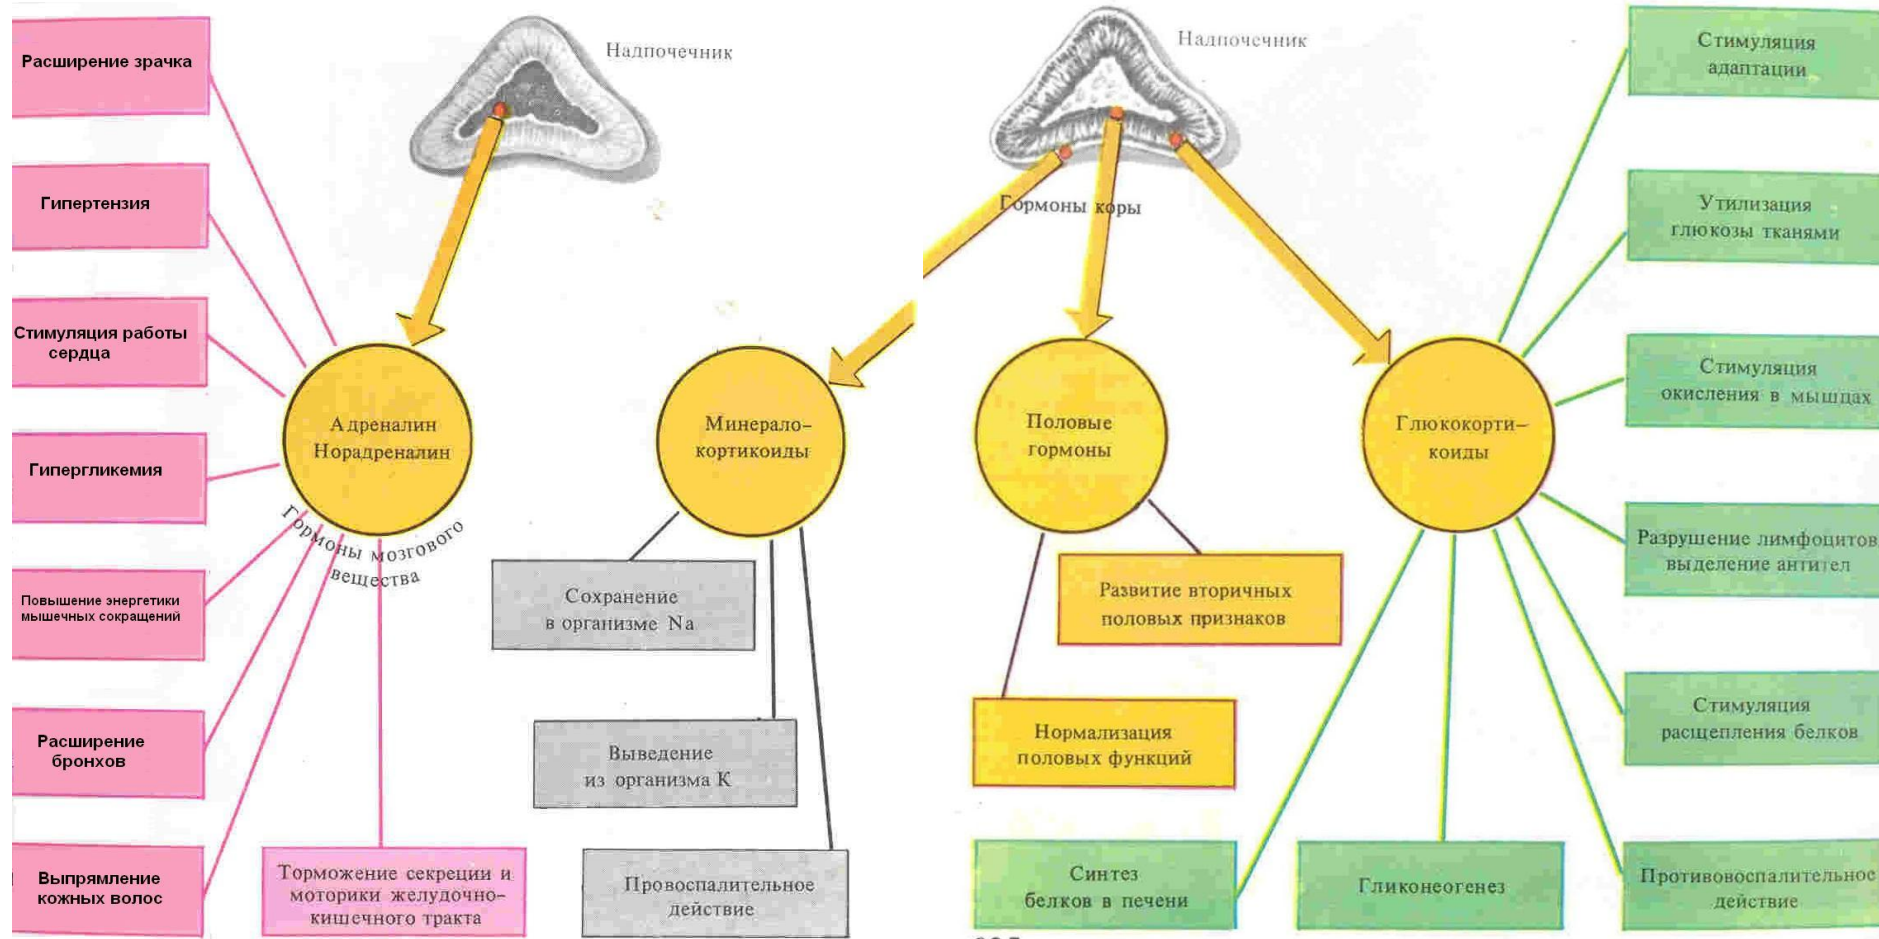 Надпочечник
Расширение зрачка
Гипертензия
Стимуляция работы
сердца
Гипергликемия
Повышение энергетики
мышечных сокращений
Расширение
бронхов
Выпрямление
кожных волос
Адреналин
Норадреналин
Гормоны мозгового
вещества
Торможение секреции и
моторики желудочно-
кишечного тракта
Надпочечник
Гормоны коры
Минерало-
кортикоиды
Сохранение
в организме Na
Выведение
из организма К
Провоспалительное
действие
Половые
гормоны
Развитие вторичных
половых признаков
Нормализация
половых функций
Глюкокорти-
коиды
Стимуляция
адаптации
Утилизация
глюкозы тканями
Стимуляция
окисления в мышцах
Разрушение лимфоцитов
выделение антител
Стимуляция
расщепления белков
Синтез
белков в печени
Гликонеогенез
Противовоспалительное
действие